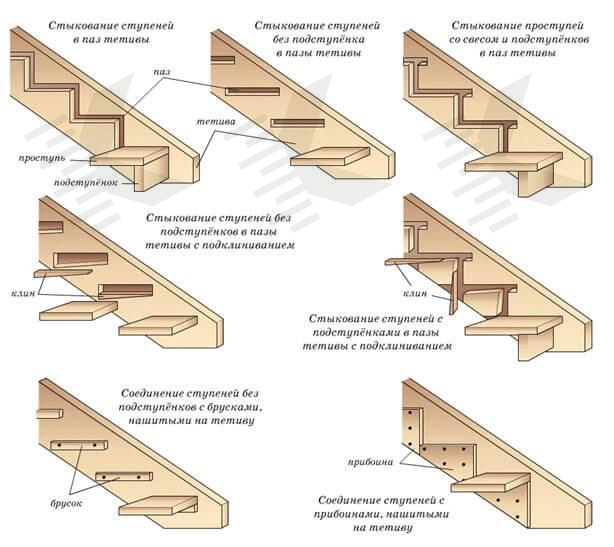 Стыкование ступеней
в паз тетивы
Стыкование ступеней
без подступёнка
в пазы тетивы
Стыкование проступей
со свесом и подступёнков
в паз тетивы
паз
тетива
проступь
подступёнок
Стыкование ступеней без
подступёнков в пазы
тетивы с подклиниванием
клин
клин
Стыкование ступеней с
подступёнками в пазы
тетивы с подклиниванием
Соединение ступеней без
подступёнков с брусками,
нашитыми на тетиву
брусок
прибоина
Соединение ступеней с
прибоинами, нашитыми
на тетиву